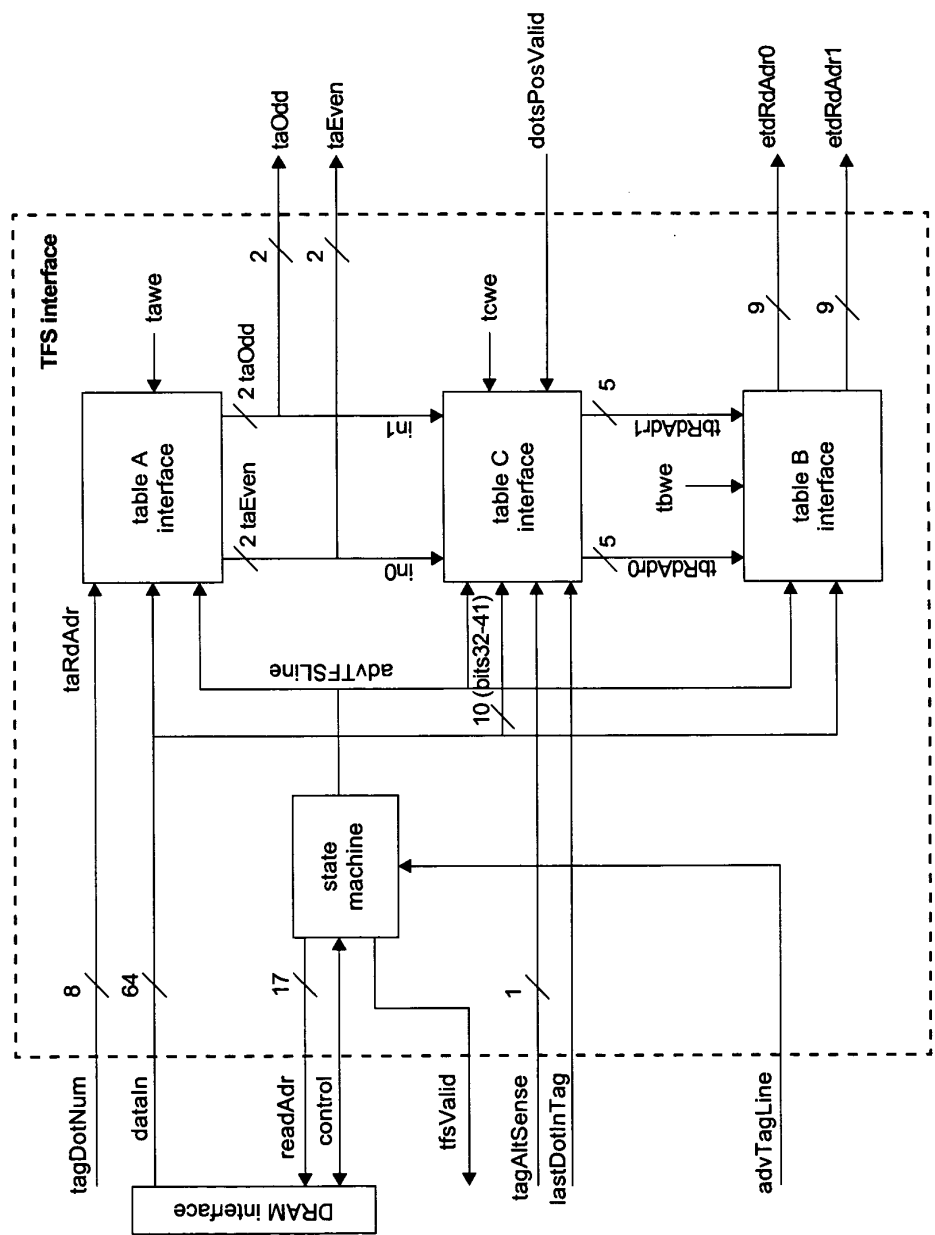 TFS interface
tagDotNum
8
taRdAdr
dataIn
64
table A
interface
tawe
2 taEven
2 taOdd
2
taOdd
2
taEven
DRAM interface
readAdr
17
control
state
machine
advTFSLine
10 (bits32-41)
in0
in1
tfsValid
tagAltSense
1
lastDotInTag
table C
interface
tcwe
dotsPosValid
5
tbRdAdr0
5
tbRdAdr1
tbwe
advTagLine
table B
interface
9
etdRdAdr0
9
etdRdAdr1